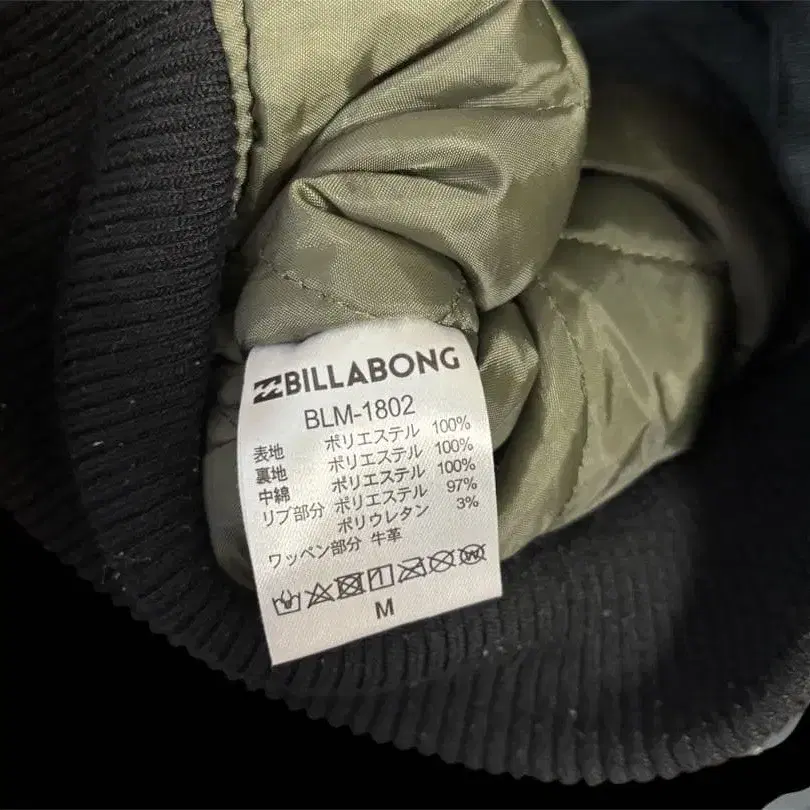 BILLABONG
BLM-1802
表地 ポリエステル 100%
裏地 ポリエステル 100%
中綿 ポリエステル 100%
リブ部分 ポリエステル 97%
ポリウレタン 3%
ワッペン部分 牛革
M